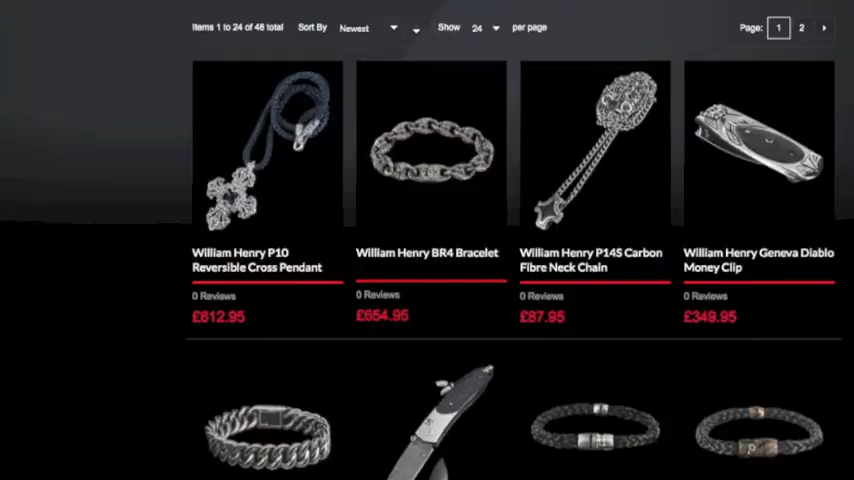 Items 1 to 24 of 48 total Sort By Newest Show 24 per page Page: 1 2
William Henry P10
Reversible Cross Pendant
0 Reviews
£612.95
William Henry BR4 Bracelet
0 Reviews
£654.95
William Henry P14S Carbon
Fibre Neck Chain
0 Reviews
£87.95
William Henry Geneva Diablo
Money Clip
0 Reviews
£349.95